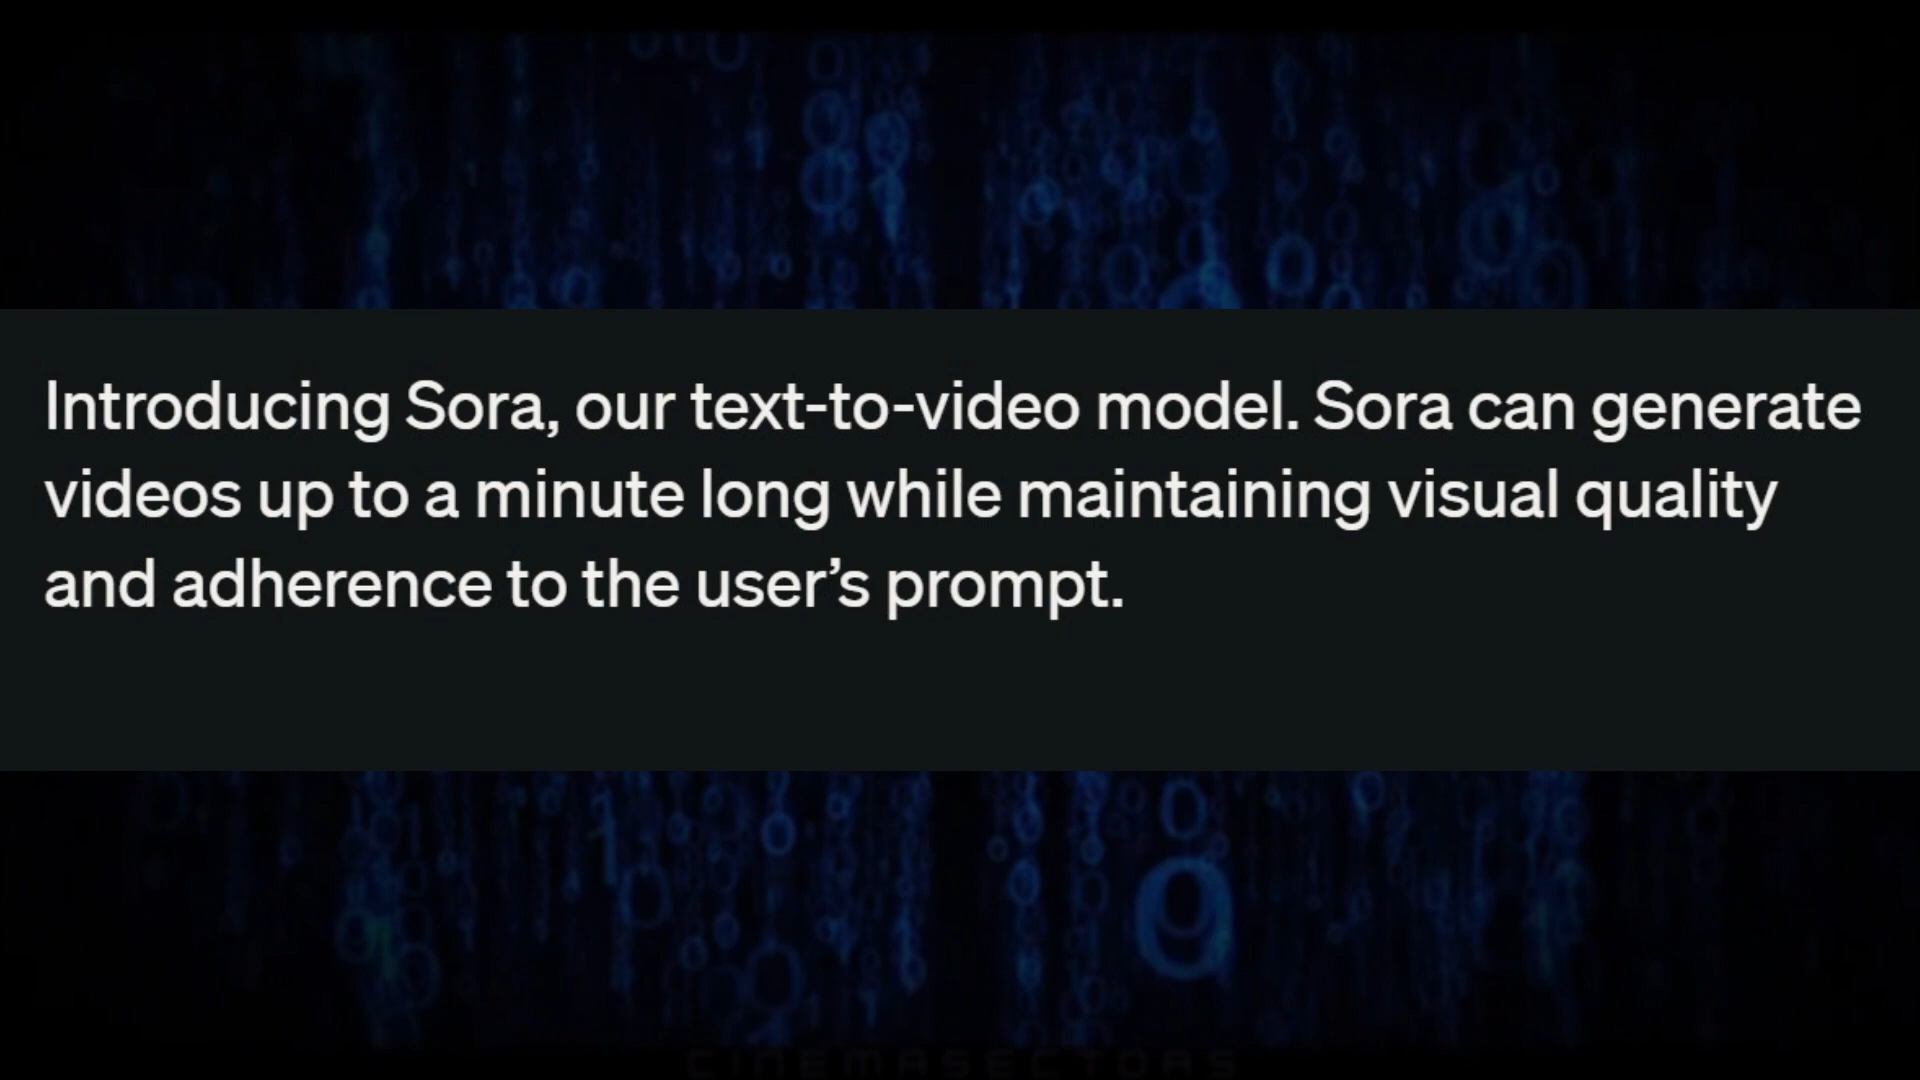 Introducing Sora, our text-to-video model. Sora can generate
videos up to a minute long while maintaining visual quality
and adherence to the user’s prompt.
CINEMASECTORS